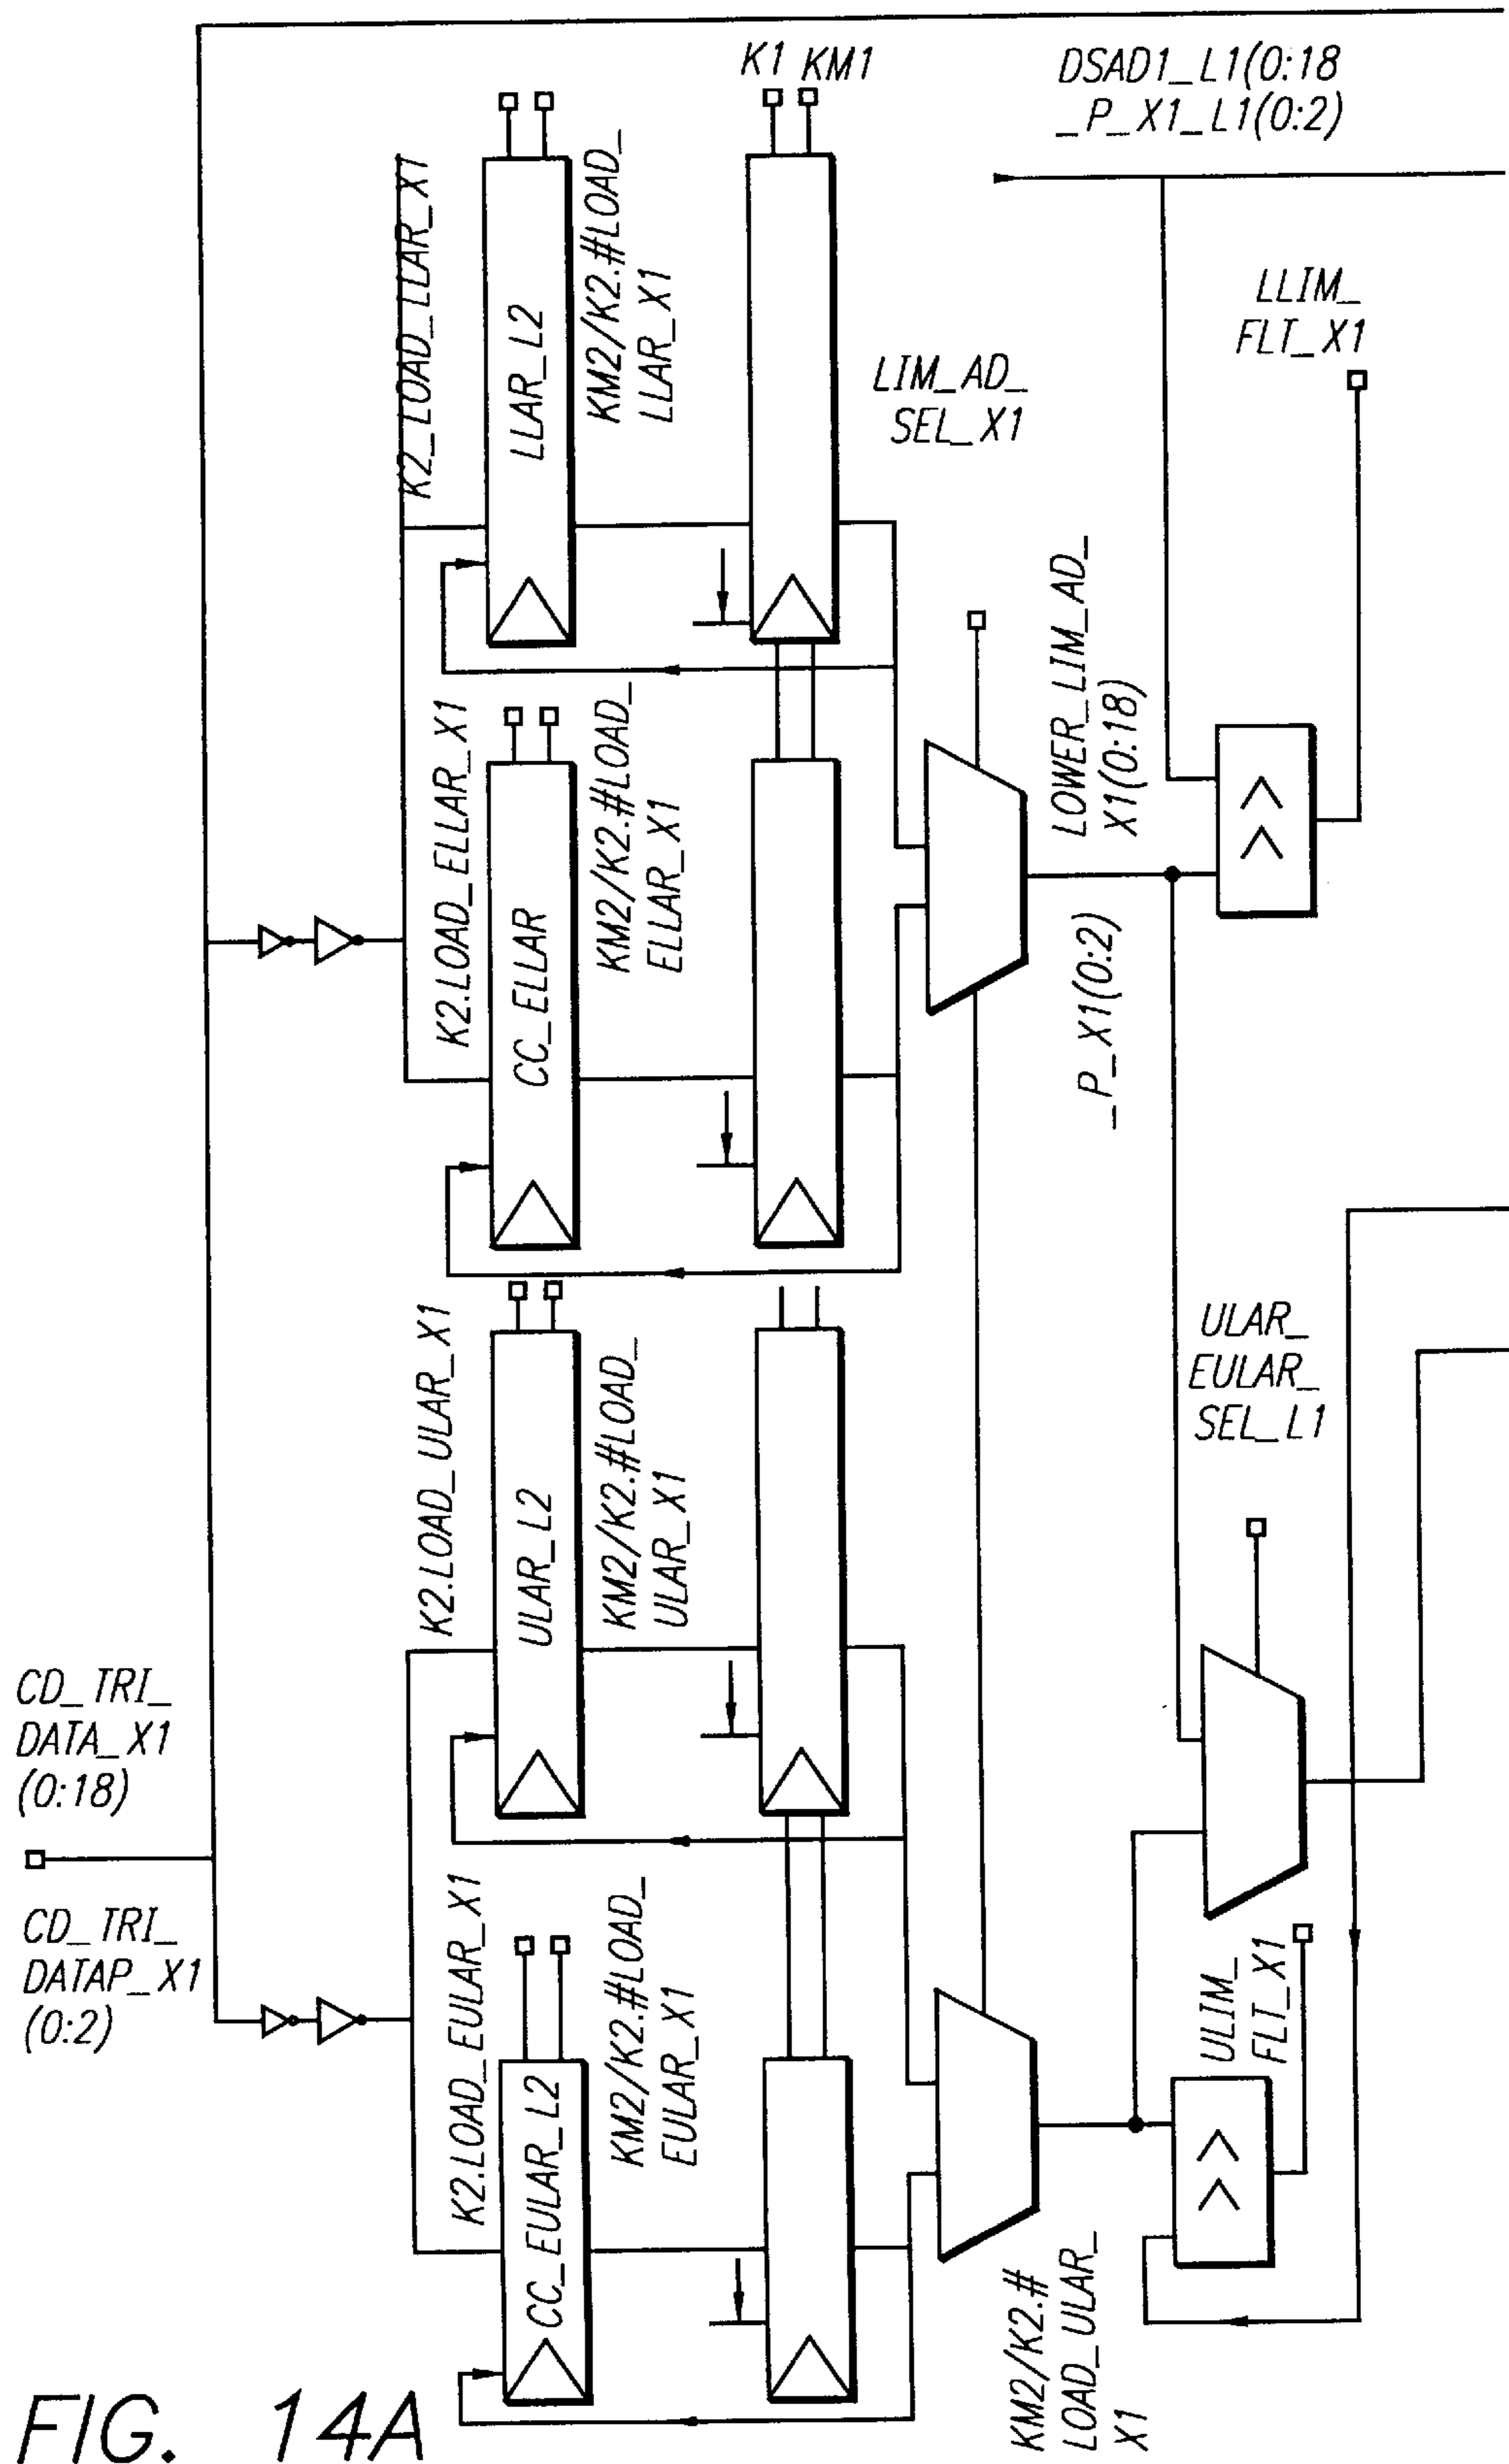 K1 KM1
DSAD1_L1(0:18
_P_X1_L1(0:2)
K2_LOAD_LLAR_X1
LLAR_L2
KM2/K2.#LOAD_
LLAR_X1
LIM_AD_
SEL_X1
LLIM_
FLT_X1
K2.LOAD_ELLAR_X1
CC_ELLAR
KM2/K2.#LOAD_
ELLAR_X1
LOWER_LIM_AD_
X1(0:18)
_P_X1(0:2)
K2.LOAD_ULAR_X1
ULAR_L2
KM2/K2.#LOAD_
ULAR_X1
ULAR_
EULAR_
SEL_L1
CD_TRI_
DATA_X1
(0:18)
CD_TRI_
DATAP_X1
(0:2)
K2.LOAD_EULAR_X1
CC_EULAR_L2
KM2/K2.#LOAD_
EULAR_X1
ULIM_
FLT_X1
KM2/K2.#
LOAD_ULAR_
X1
FIG. 14A